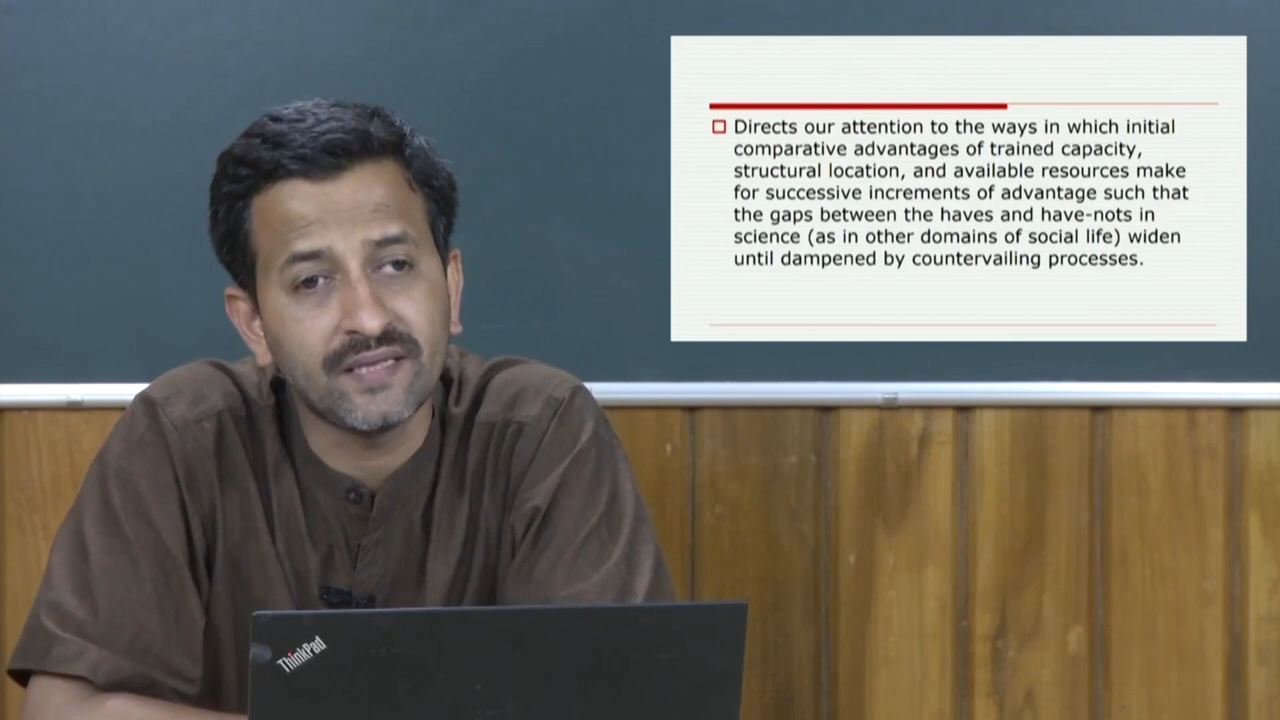 Directs our attention to the ways in which initial
comparative advantages of trained capacity,
structural location, and available resources make
for successive increments of advantage such that
the gaps between the haves and have-nots in
science (as in other domains of social life) widen
until dampened by countervailing processes.
ThinkPad